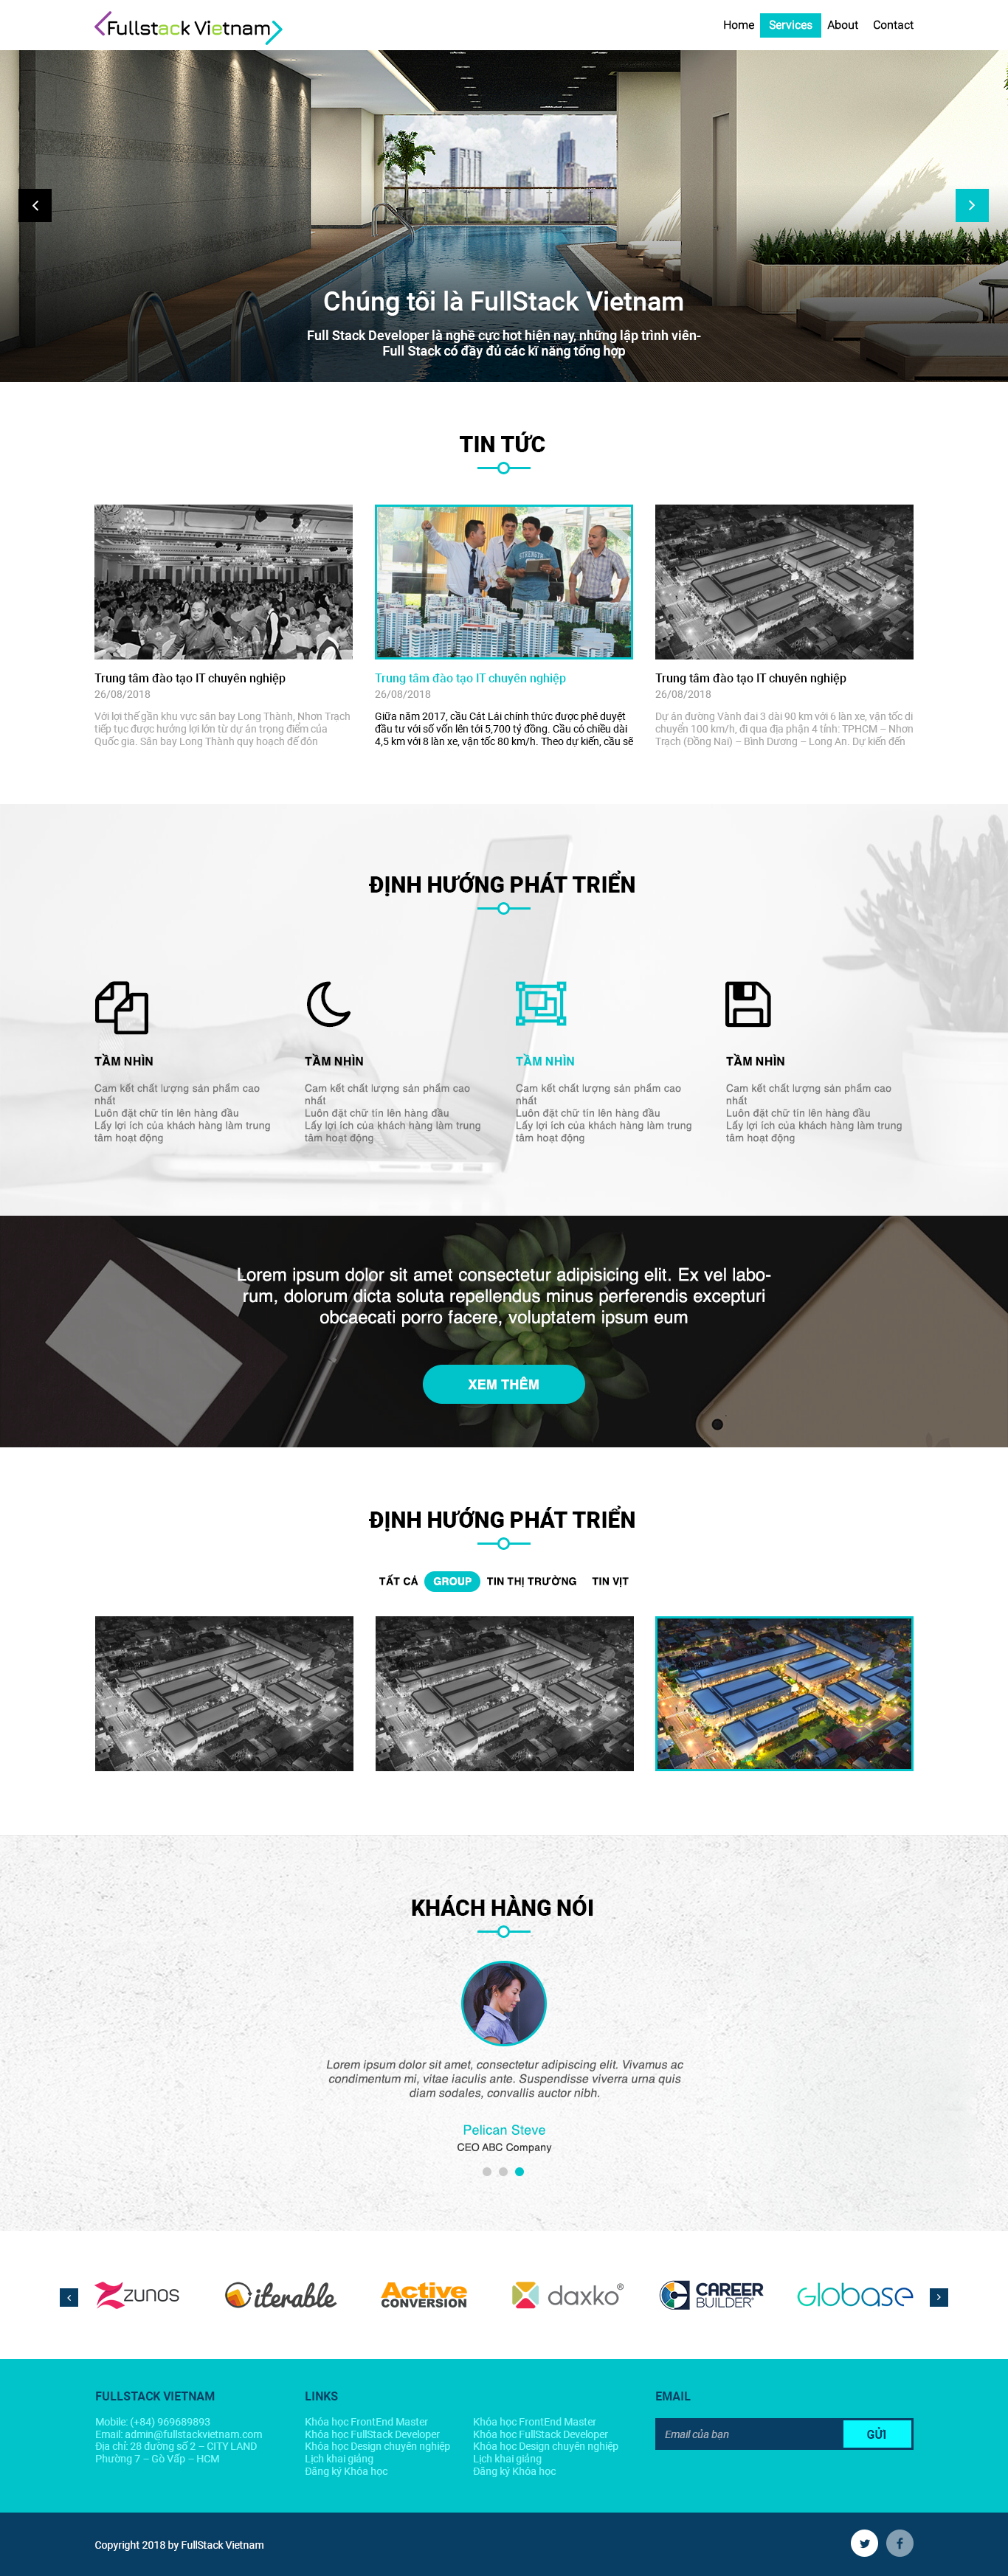 Fullstack Vietnam
Home Services About Contact
Chúng tôi là FullStack Vietnam
Full Stack Developer là nghề cực hot hiện nay, những lập trình viên-
Full Stack có đầy đủ các kĩ năng tổng hợp
TIN TỨC
Trung tâm đào tạo IT chuyên nghiệp
26/08/2018
Với lợi thế gần khu vực sân bay Long Thành, Nhơn Trạch
tiếp tục được hưởng lợi lớn từ dự án trọng điểm của
Quốc gia. Sân bay Long Thành quy hoạch để đón
Trung tâm đào tạo IT chuyên nghiệp
26/08/2018
Giữa năm 2017, cầu Cát Lái chính thức được phê duyệt
đầu tư với số vốn lên tới 5,700 tỷ đồng. Cầu có chiều dài
4,5 km với 8 làn xe, vận tốc 80 km/h. Theo dự kiến, cầu sẽ
Trung tâm đào tạo IT chuyên nghiệp
26/08/2018
Dự án đường Vành đai 3 dài 90 km với 6 làn xe, vận tốc di
chuyển 100 km/h, đi qua địa phận 4 tỉnh: TPHCM – Nhơn
Trạch (Đồng Nai) – Bình Dương – Long An. Dự kiến đến
ĐỊNH HƯỚNG PHÁT TRIỂN
TẦM NHÌN
Cam kết chất lượng sản phẩm cao
nhất
Luôn đặt chữ tín lên hàng đầu
Lấy lợi ích của khách hàng làm trung
tâm hoạt động
TẦM NHÌN
Cam kết chất lượng sản phẩm cao
nhất
Luôn đặt chữ tín lên hàng đầu
Lấy lợi ích của khách hàng làm trung
tâm hoạt động
TẦM NHÌN
Cam kết chất lượng sản phẩm cao
nhất
Luôn đặt chữ tín lên hàng đầu
Lấy lợi ích của khách hàng làm trung
tâm hoạt động
TẦM NHÌN
Cam kết chất lượng sản phẩm cao
nhất
Luôn đặt chữ tín lên hàng đầu
Lấy lợi ích của khách hàng làm trung
tâm hoạt động
Lorem ipsum dolor sit amet consectetur adipisicing elit. Ex vel labo-
rum, dolorum dicta soluta repellendus minus perferendis excepturi
obcaecati porro facere, voluptatem ipsum eum
XEM THÊM
ĐỊNH HƯỚNG PHÁT TRIỂN
TẤT CẢ GROUP TIN THỊ TRƯỜNG TIN VỊT
KHÁCH HÀNG NÓI
Lorem ipsum dolor sit amet, consectetur adipiscing elit. Vivamus ac
condimentum mi, vitae iaculis ante. Suspendisse viverra urna quis
diam sodales, convallis auctor nibh.
Pelican Steve
CEO ABC Company
ZUNOS
iterable
Active
CONVERSION
daxko
CAREER
BUILDER
Globase
FULLSTACK VIETNAM
Mobile: (+84) 969689893
Email: admin@fullstackvietnam.com
Địa chỉ: 28 đường số 2 – CITY LAND
Phường 7 – Gò Vấp – HCM
LINKS
Khóa học FrontEnd Master
Khóa học FullStack Developer
Khóa học Design chuyên nghiệp
Lịch khai giảng
Đăng ký Khóa học
Khóa học FrontEnd Master
Khóa học FullStack Developer
Khóa học Design chuyên nghiệp
Lịch khai giảng
Đăng ký Khóa học
EMAIL
Email của bạn
GỬI
Copyright 2018 by FullStack Vietnam